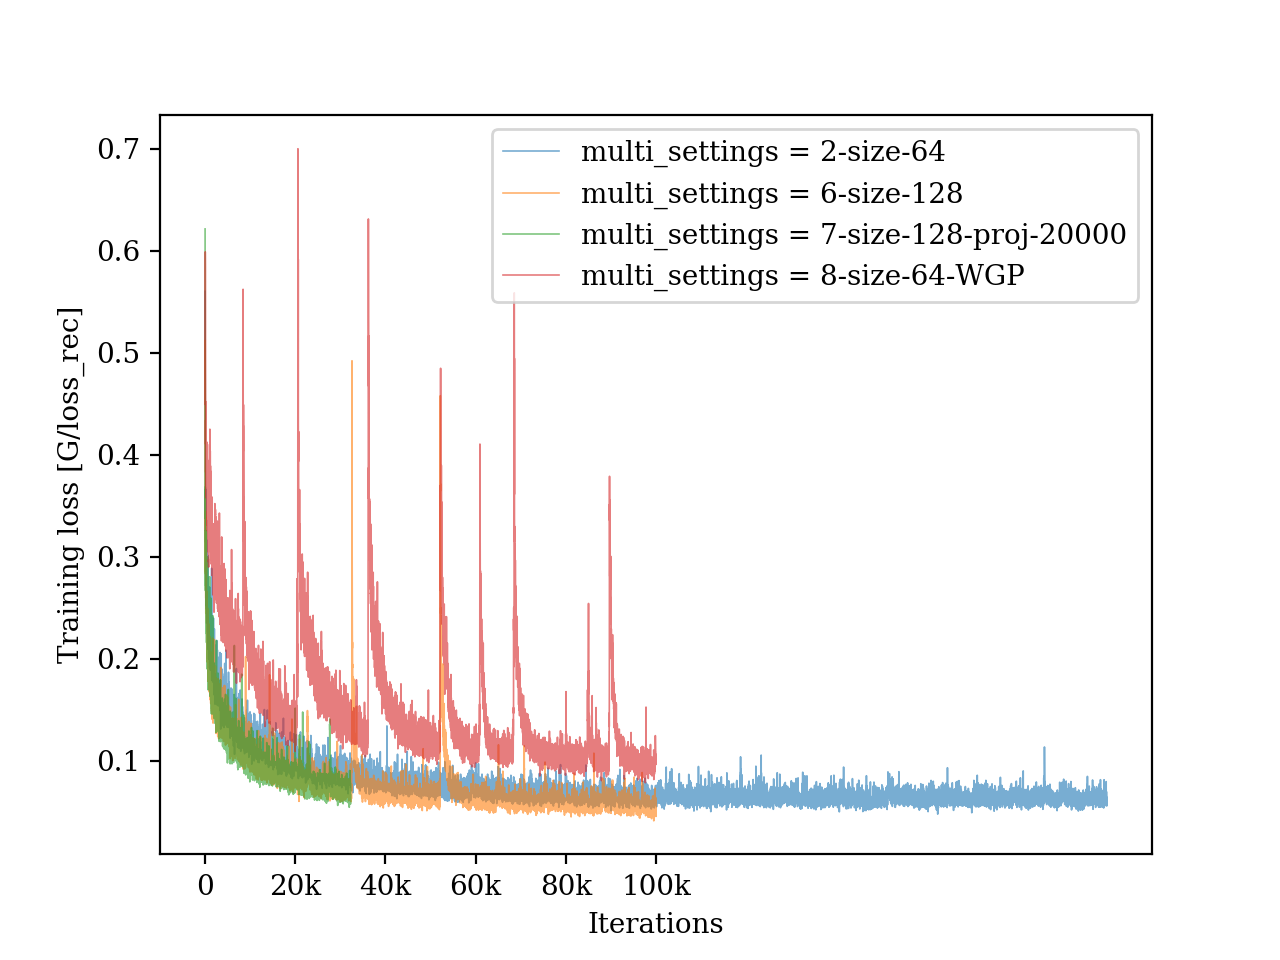 0.7
0.6
0.5
0.4
0.3
0.2
0.1
Training loss [G/loss_rec]
multi_settings = 2-size-64
multi_settings = 6-size-128
multi_settings = 7-size-128-proj-20000
multi_settings = 8-size-64-WGP
0 20k 40k 60k 80k 100k
Iterations